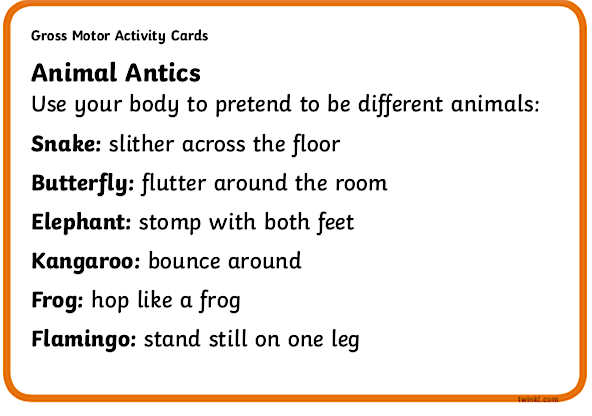 Gross Motor Activity Cards
Animal Antics
Use your body to pretend to be different animals:
Snake: slither across the floor
Butterfly: flutter around the room
Elephant: stomp with both feet
Kangaroo: bounce around
Frog: hop like a frog
Flamingo: stand still on one leg
twinkl.com